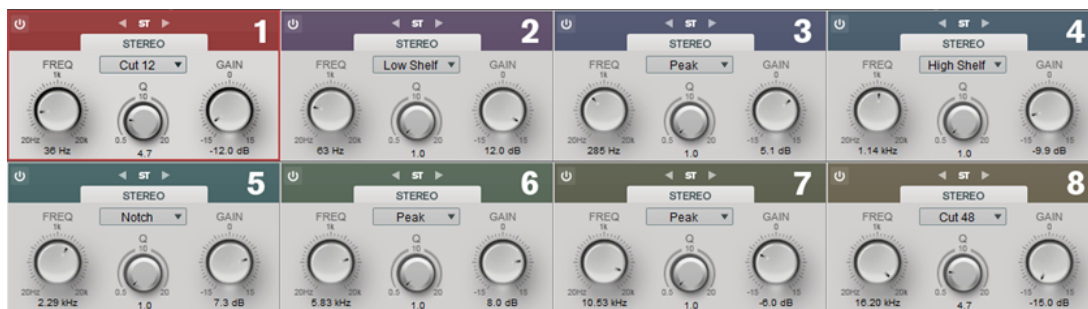 ST 1
STEREO
FREQ Cut 12 GAIN
1k Q 0
10
20Hz 20k 0.5 20 -15 15
36 Hz 4.7 -12.0 dB
ST 2
STEREO
FREQ Low Shelf GAIN
1k Q 0
10
20Hz 20k 0.5 20 -15 15
63 Hz 1.0 12.0 dB
ST 3
STEREO
FREQ Peak GAIN
1k Q 0
10
20Hz 20k 0.5 20 -15 15
285 Hz 1.0 5.1 dB
ST 4
STEREO
FREQ High Shelf GAIN
1k Q 0
10
20Hz 20k 0.5 20 -15 15
1.14 kHz 1.0 -9.9 dB
ST 5
STEREO
FREQ Notch GAIN
1k Q 0
10
20Hz 20k 0.5 20 -15 15
2.29 kHz 1.0 7.3 dB
ST 6
STEREO
FREQ Peak GAIN
1k Q 0
10
20Hz 20k 0.5 20 -15 15
5.83 kHz 1.0 8.0 dB
ST 7
STEREO
FREQ Peak GAIN
1k Q 0
10
20Hz 20k 0.5 20 -15 15
10.53 kHz 1.0 -6.0 dB
ST 8
STEREO
FREQ Cut 48 GAIN
1k Q 0
10
20Hz 20k 0.5 20 -15 15
16.20 kHz 4.7 -15.0 dB